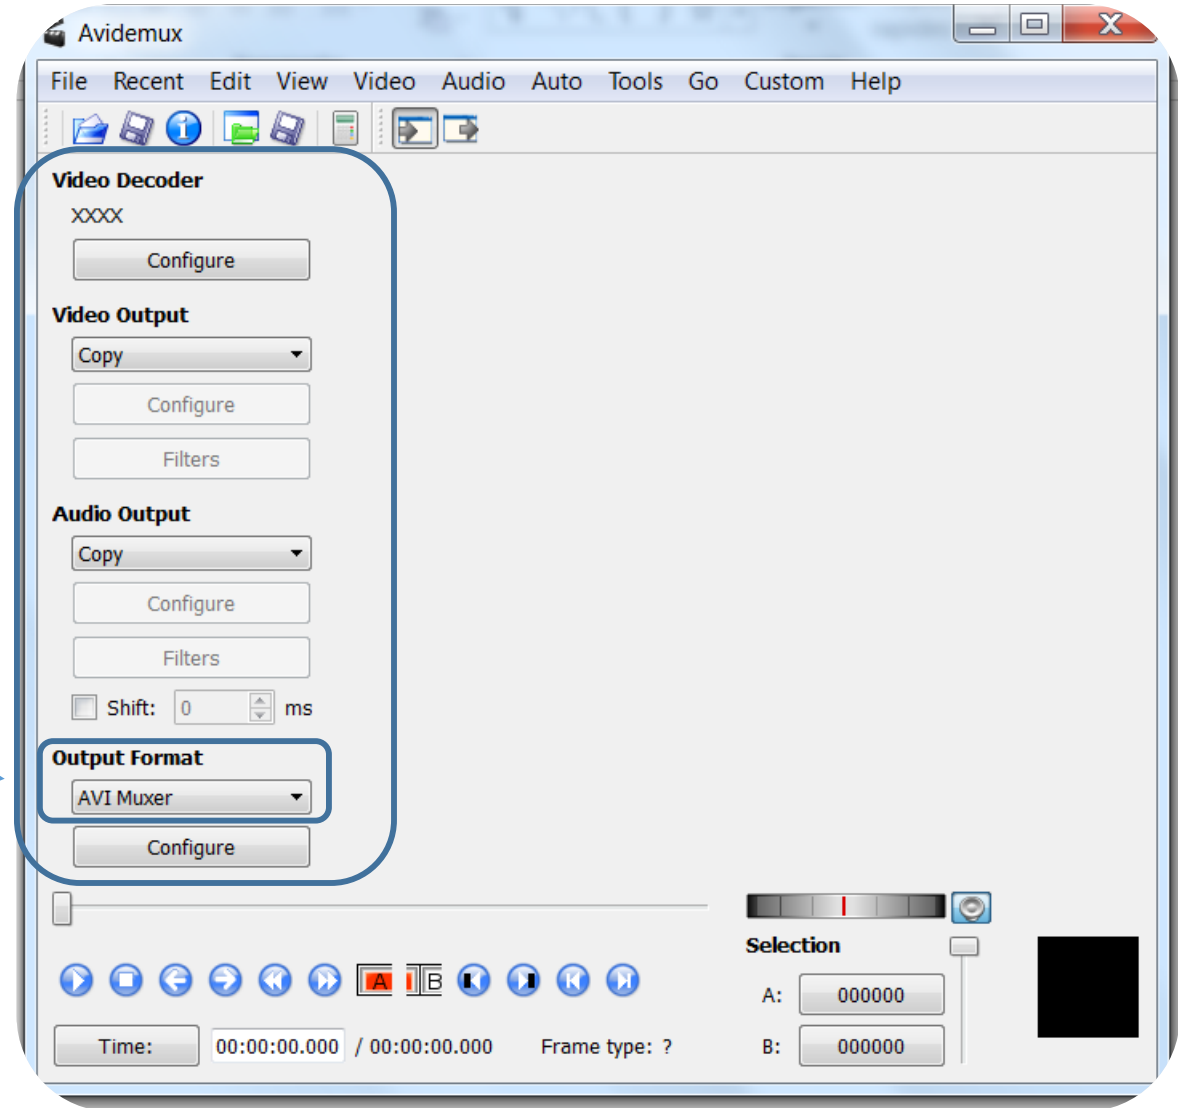 Avidemux
File Recent Edit View Video Audio Auto Tools Go Custom Help
Video Decoder
XXXX
Configure
Video Output
Copy
Configure
Filters
Audio Output
Copy
Configure
Filters
Shift: 0 ms
Output Format
AVI Muxer
Configure
Selection
A B
A: 000000
Time: 00:00:00.000 / 00:00:00.000 Frame type: ?
B: 000000